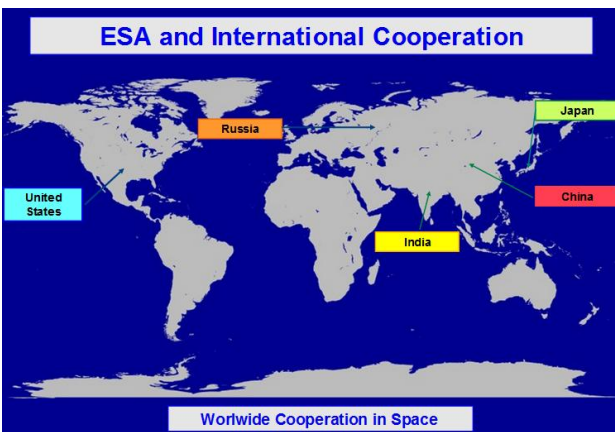 ESA and International Cooperation
Japan
Russia
United
States
China
India
Worlwide Cooperation in Space